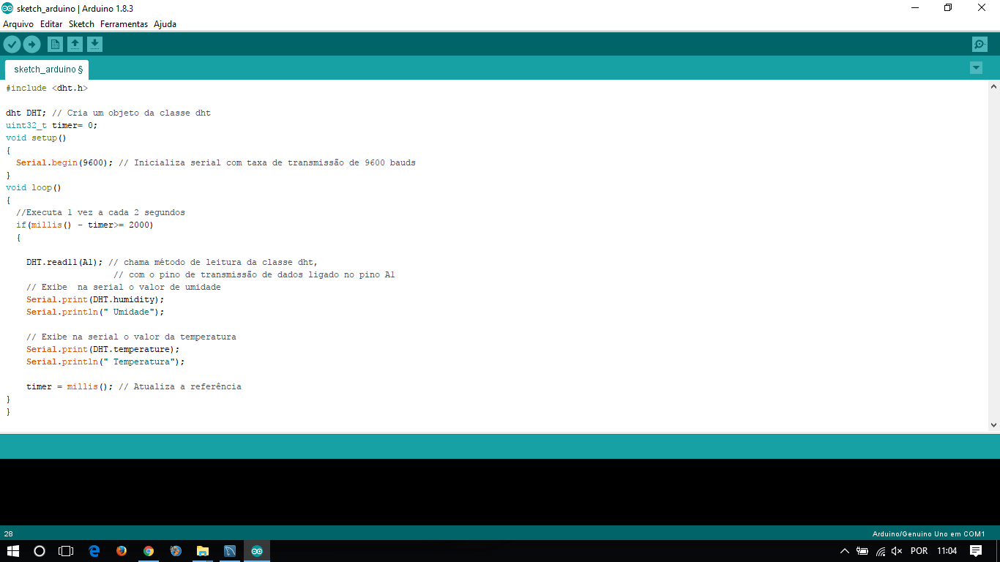 sketch_arduino | Arduino 1.8.3
Arquivo Editar Sketch Ferramentas Ajuda
sketch_arduino §
#include <dht.h>
dht DHT; // Cria um objeto da classe dht
uint32_t timer= 0;
void setup()
{
Serial.begin(9600); // Inicializa serial com taxa de transmissão de 9600 bauds
}
void loop()
{
//Executa 1 vez a cada 2 segundos
if(millis() - timer>= 2000)
{
DHT.read11(A1); // chama método de leitura da classe dht,
// com o pino de transmissão de dados ligado no pino A1
// Exibe  na serial o valor de umidade
Serial.print(DHT.humidity);
Serial.println(" Umidade");
// Exibe na serial o valor da temperatura
Serial.print(DHT.temperature);
Serial.println(" Temperatura");
timer = millis(); // Atualiza a referência
}
}
28
Arduino/Genuino Uno em COM1
POR 11:04